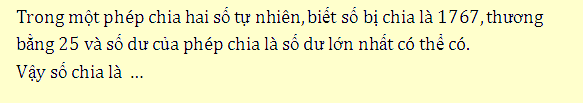 Trong một phép chia hai số tự nhiên, biết số bị chia là 1767, thương
bằng 25 và số dư của phép chia là số dư lớn nhất có thể có.
Vậy số chia là ...